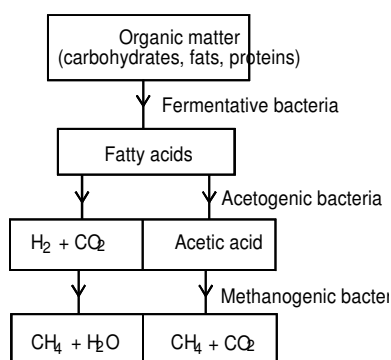 Organic matter
(carbohydrates, fats, proteins)
Fermentative bacteria
Fatty acids
Acetogenic bacteria
H2 + CO2 Acetic acid
Methanogenic bacter
CH4 + H2O CH4 + CO2